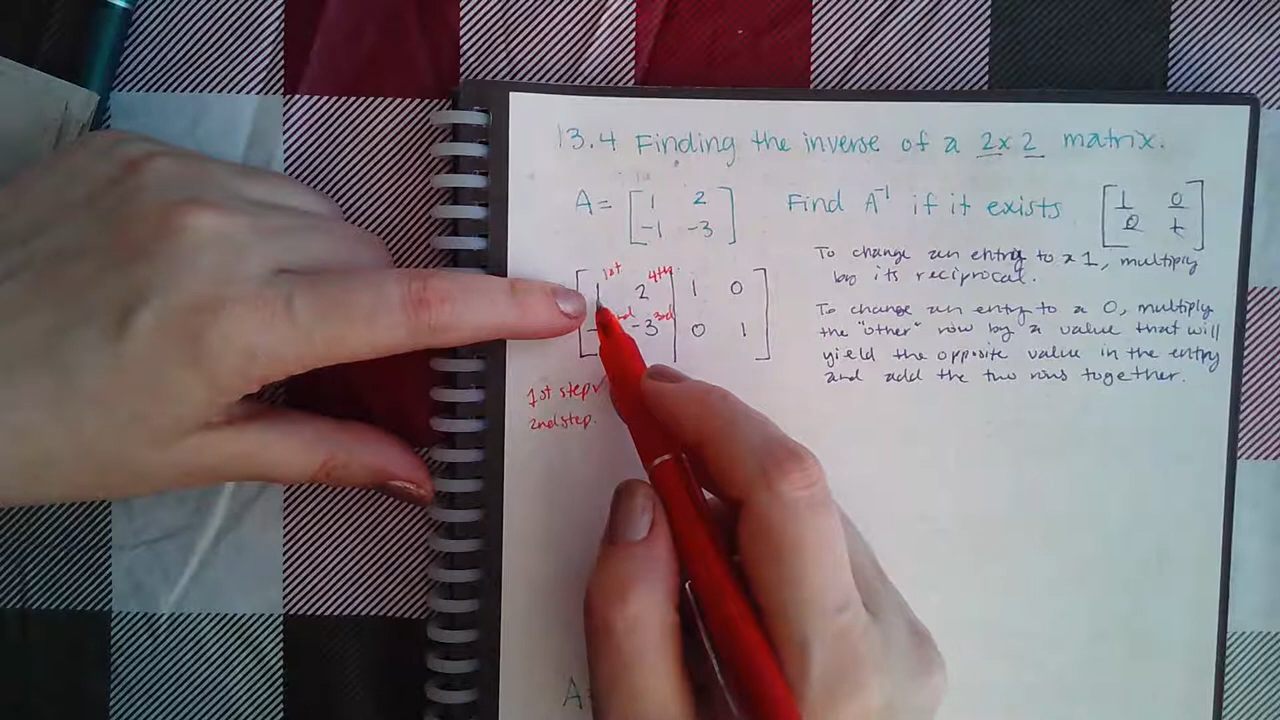 13.4 Finding the inverse of a 2x2 matrix.
A = [ 1 2
-1 -3 ]
Find A⁻¹ if it exists
[ 1 0
0 1 ]
To change an entry to a 1, multiply
by its reciprocal.
To change an entry to a 0, multiply
the "other" row by a value that will
yield the opposite value in the entry
and add the two rows together.
1st 4th
[ 1 2 | 1 0
3rd
-3 | 0 1 ]
1st step ✓
2nd step.
A